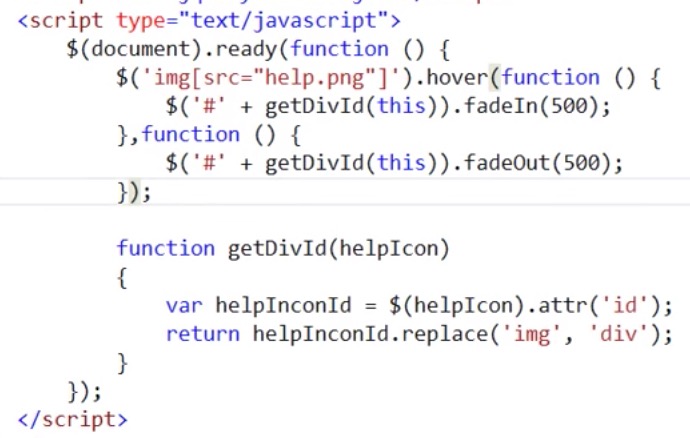 <script type="text/javascript">
    $(document).ready(function () {
        $('img[src="help.png"]').hover(function () {
            $('#' + getDivId(this)).fadeIn(500);
        },function () {
            $('#' + getDivId(this)).fadeOut(500);
        });

        function getDivId(helpIcon)
        {
            var helpInconId = $(helpIcon).attr('id');
            return helpInconId.replace('img', 'div');
        }
    });
</script>